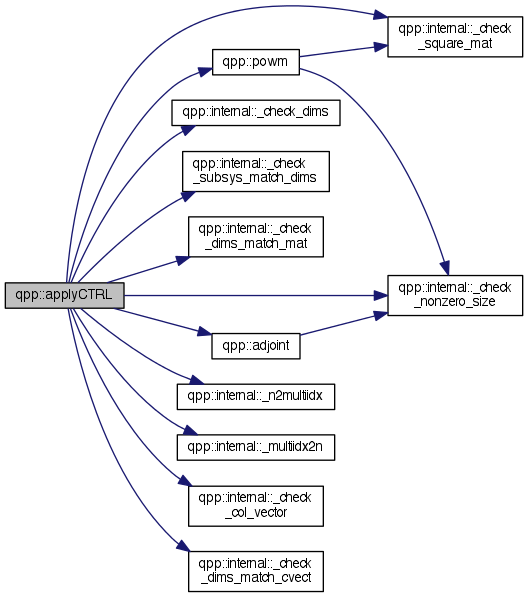 qpp::internal::_check
_square_mat
qpp::powm
qpp::internal::_check_dims
qpp::internal::_check
_subsys_match_dims
qpp::internal::_check
_dims_match_mat
qpp::applyCTRL
qpp::internal::_check
_nonzero_size
qpp::adjoint
qpp::internal::_n2multiidx
qpp::internal::_multiidx2n
qpp::internal::_check
_col_vector
qpp::internal::_check
_dims_match_cvect